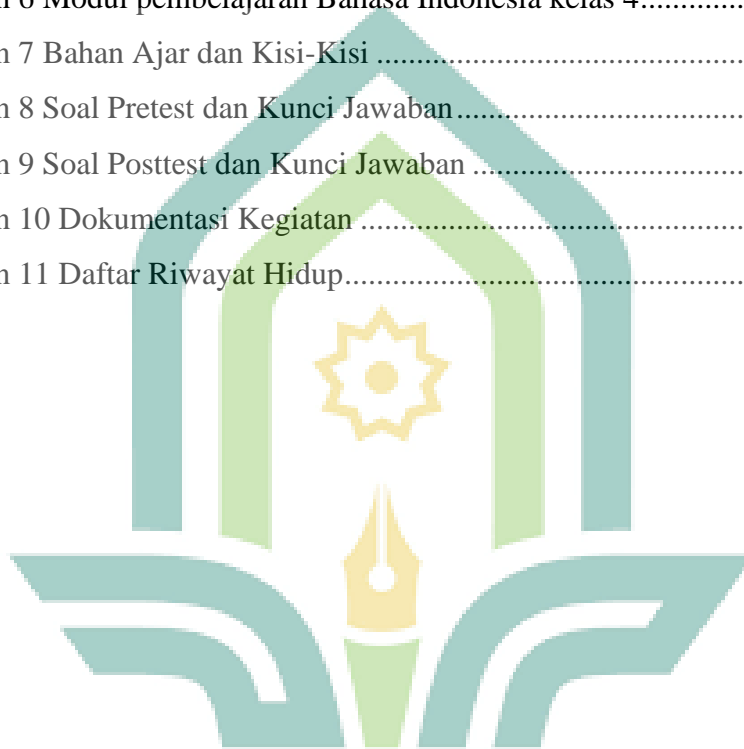 n 6 Modul pembelajaran Bahasa Indonesia kelas 4..............
n 7 Bahan Ajar dan Kisi-Kisi ................................................
n 8 Soal Pretest dan Kunci Jawaban.....................................
n 9 Soal Posttest dan Kunci Jawaban ...................................
n 10 Dokumentasi Kegiatan ..................................................
n 11 Daftar Riwayat Hidup....................................................